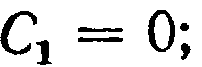 C₁ = 0;